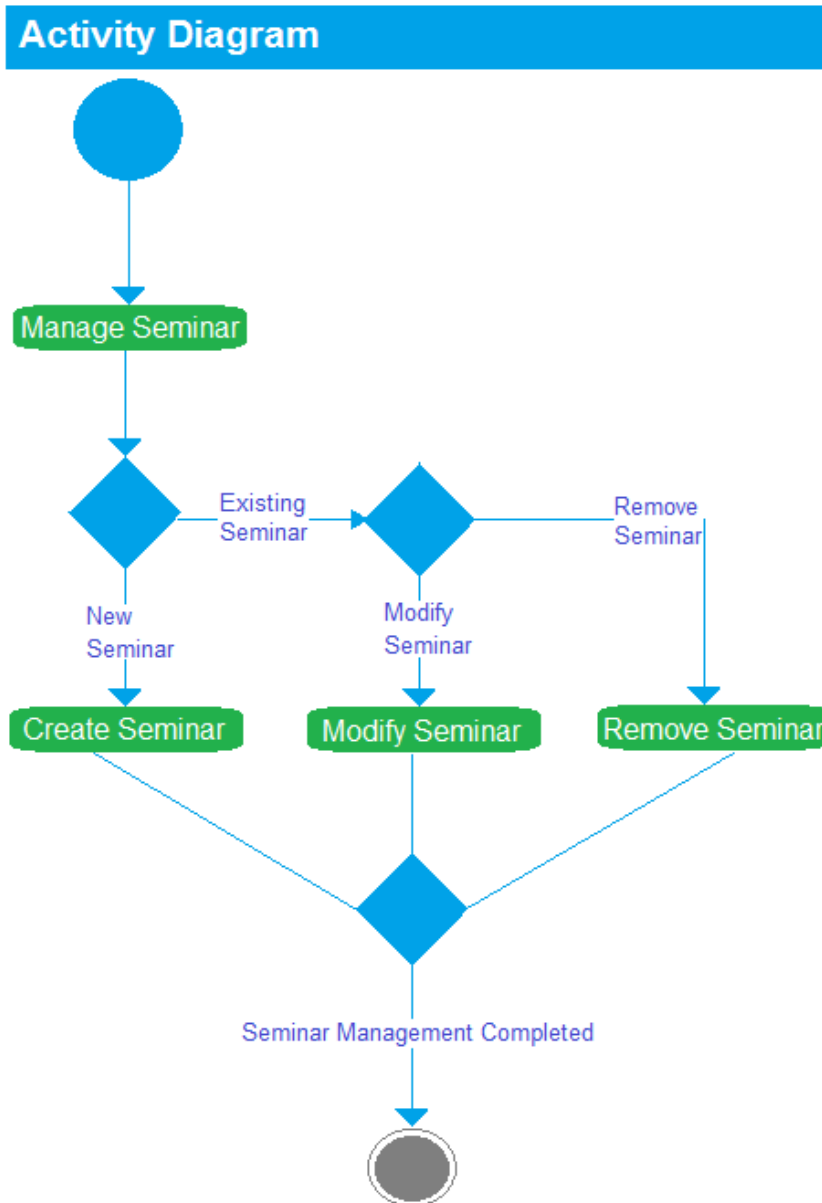 Activity Diagram
Manage Seminar
Existing
Seminar
Remove
Seminar
New
Seminar
Modify
Seminar
Create Seminar
Modify Seminar
Remove Seminar
Seminar Management Completed